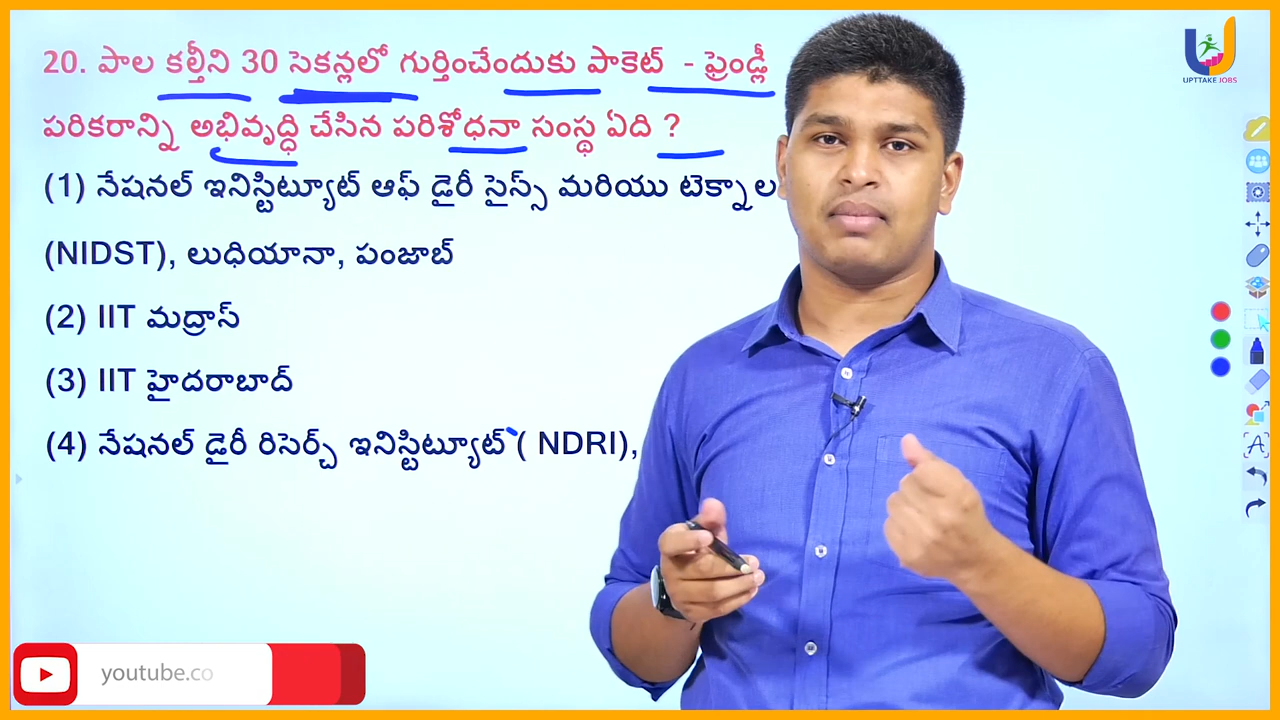 20. పాల కల్తీని 30 సెకన్లలో గుర్తించేందుకు పాకెట్ - ఫ్రెండ్లీ
పరికరాన్ని అభివృద్ధి చేసిన పరిశోధనా సంస్థ ఏది ?
(1) నేషనల్ ఇనిస్టిట్యూట్ ఆఫ్ డైరీ సైన్స్ మరియు
(NIDST), లుధియానా, పంజాబ్
(2) IIT మద్రాస్
(3) IIT హైదరాబాద్
(4) నేషనల్ డైరీ రిసెర్చ్ ఇనిస్టిట్యూట్ ( NDRI),
UPTTAKE JOBS
youtube.co